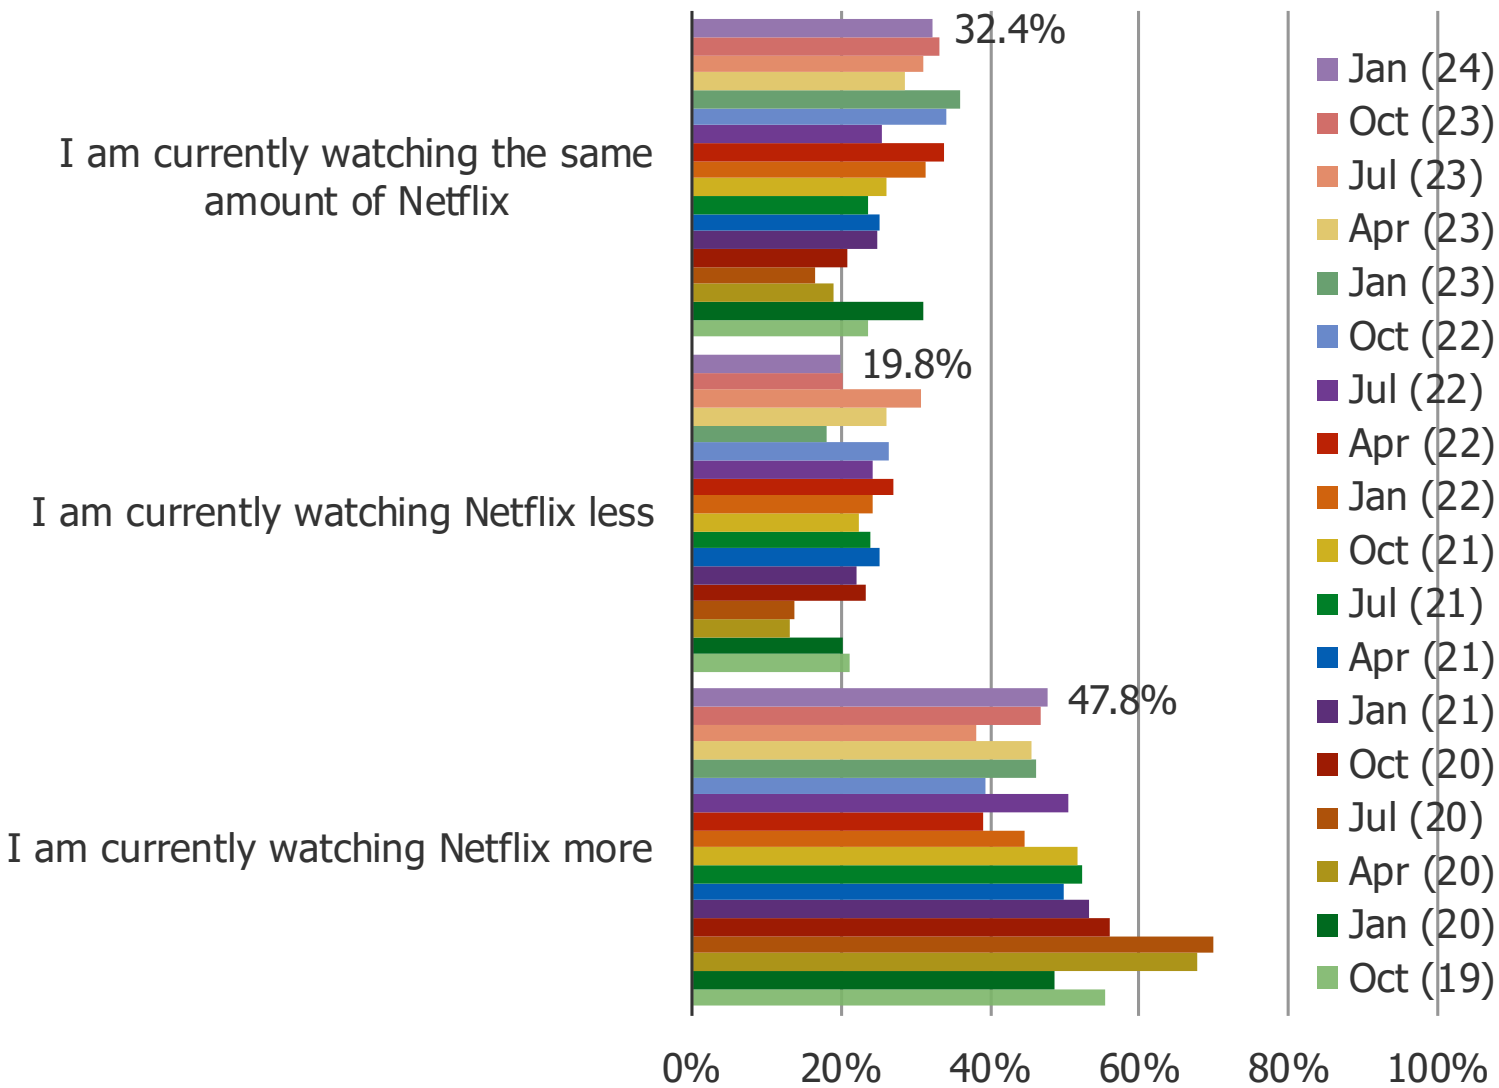 I am currently watching the same
amount of Netflix
32.4%
I am currently watching Netflix less
19.8%
I am currently watching Netflix more
47.8%
Jan (24)
Oct (23)
Jul (23)
Apr (23)
Jan (23)
Oct (22)
Jul (22)
Apr (22)
Jan (22)
Oct (21)
Jul (21)
Apr (21)
Jan (21)
Oct (20)
Jul (20)
Apr (20)
Jan (20)
Oct (19)
0% 20% 40% 60% 80% 100%